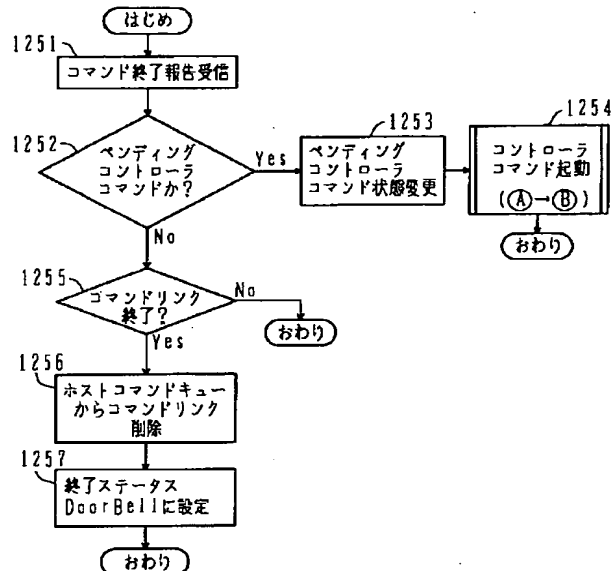 はじめ
1251
コマンド終了報告受信
1252
ペンディング
コントローラ
コマンドか?
Yes
1253
ペンディング
コントローラ
コマンド状態変更
1254
コントローラ
コマンド起動
(Ⓐ→Ⓑ)
おわり
No
1255
コマンドリンク
終了?
No
おわり
Yes
1256
ホストコマンドキュー
からコマンドリンク
削除
1257
終了ステータス
DoorBellに設定
おわり